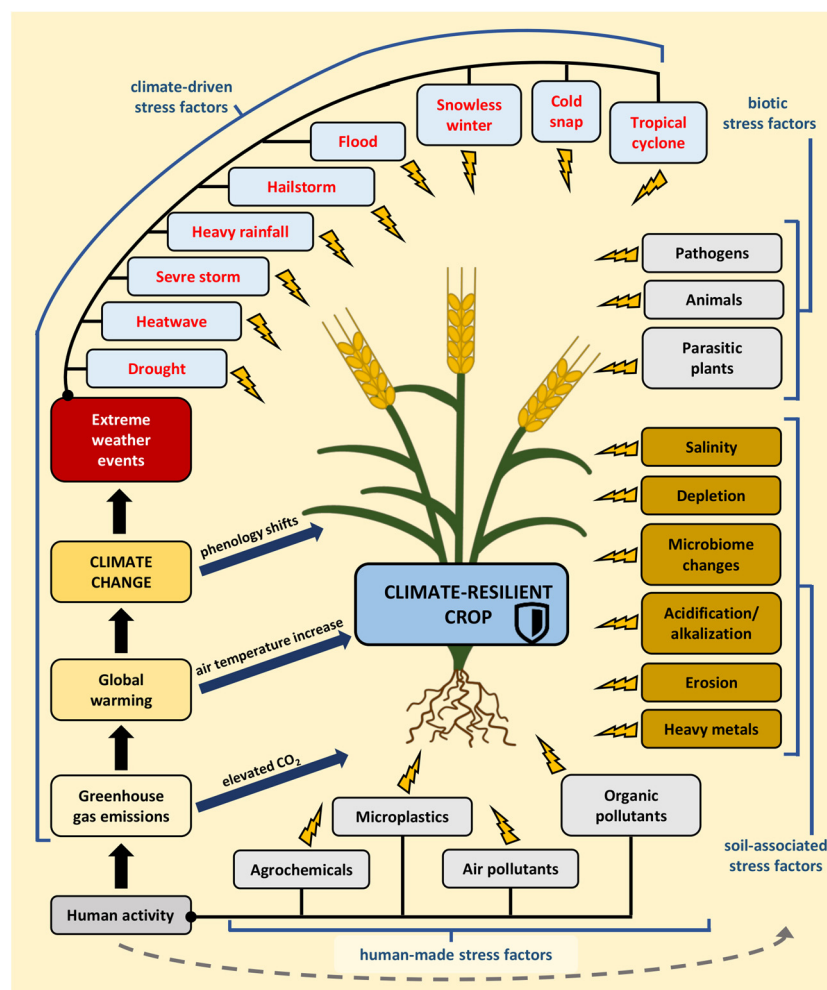 climate-driven
stress factors
Snowless
winter
Cold
snap
Tropical
cyclone
biotic
stress factors
Flood
Hailstorm
Heavy rainfall
Sevre storm
Heatwave
Drought
Extreme
weather
events
Pathogens
Animals
Parasitic
plants
Salinity
Depletion
Microbiome
changes
Acidification/
alkalization
Erosion
Heavy metals
phenology shifts
CLIMATE
CHANGE
CLIMATE-RESILIENT
CROP
air temperature increase
Global
warming
elevated CO₂
Greenhouse
gas emissions
Microplastics
Organic
pollutants
Agrochemicals
Air pollutants
soil-associated
stress factors
Human activity
human-made stress factors